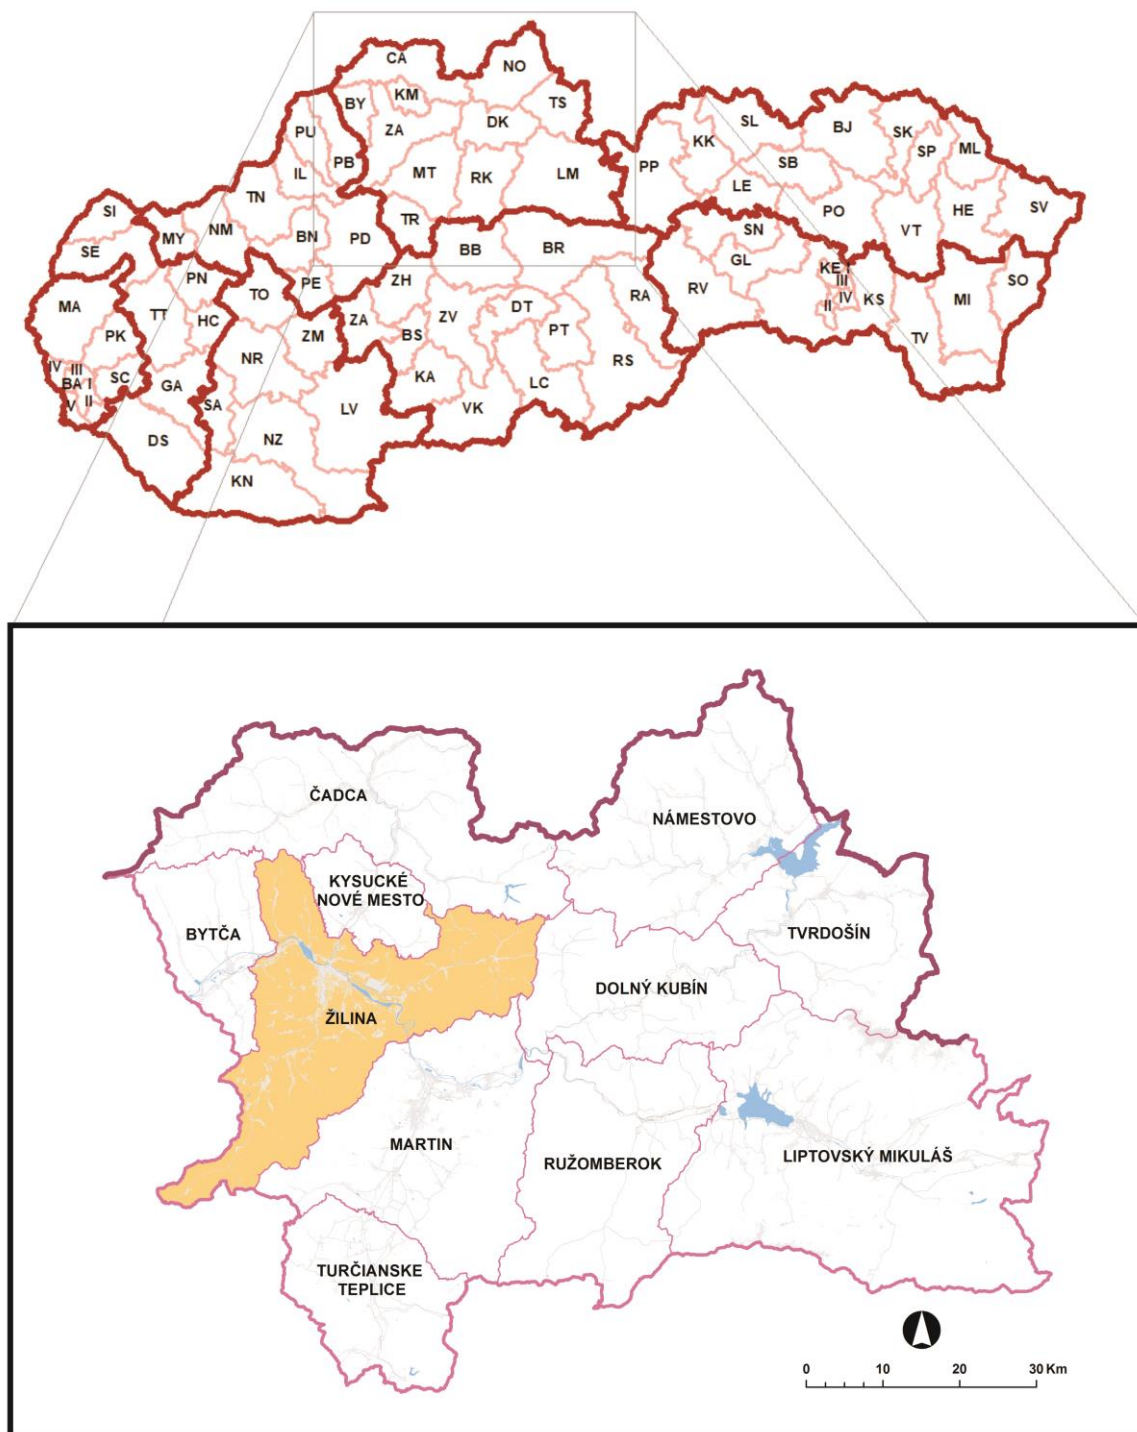 CA
NO
BY
KM
TS
PU
ZA
DK
SL
BJ
SK
ML
SP
PB
KK
IL
MT
RK
LM
PP
SB
LE
SI
TN
TR
PO
HE
SV
NM
MY
BN
PD
BB
BR
SN
VT
SE
PN
PE
ZH
GL
KE I
III
SO
MA
TO
RV
II
IV
KS
MI
TT
HC
ZA
ZV
DT
RA
PK
ZM
BS
PT
TV
NR
RS
IV
III
BA
I
SC
GA
KA
LC
V
II
SA
LV
VK
DS
NZ
KN
ČADCA
NÁMESTOVO
KYSUCKÉ
NOVÉ MESTO
BYTČA
TVRDOŠÍN
DOLNÝ KUBÍN
ŽILINA
MARTIN
RUŽOMBEROK
LIPTOVSKÝ MIKULÁŠ
TURČIANSKE
TEPLICE
0 10 20 30 Km